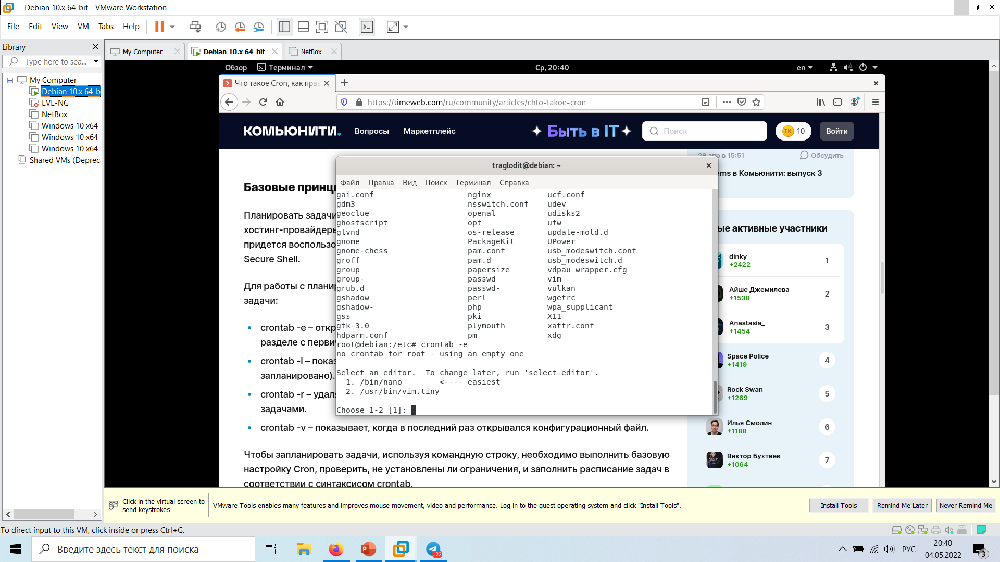 Debian 10.x 64-bit - VMware Workstation
File Edit View VM Tabs Help
Library
Type here to sea...
My Computer
Debian 10.x 64-b
EVE-NG
NetBox
Windows 10 x64
Windows 10 x64
Windows 10 x64
Shared VMs (Depreca
My Computer
Debian 10.x 64-bit
NetBox
Обзор Терминал Ср, 20:40 en
Что такое Cron, как прав
https://timeweb.com/ru/community/articles/chto-takoe-cron
КОМЬЮНИТИ. Вопросы Маркетплейс Быть в IT Поиск ТК 10 Войти
29 апр в 15:51 Обсудить
ems в Комьюнити: выпуск 3
Базовые принци
Планировать задачи
хостинг-провайдеры
придется воспользо
Secure Shell.
Для работы с плани
задачи:
crontab -e – откр
разделе с перви
crontab -l – показ
запланировано).
crontab -r – удаля
задачами.
crontab -v – показывает, когда в последний раз открывался конфигурационный файл.
Чтобы запланировать задачи, используя командную строку, необходимо выполнить базовую
настройку Cron, проверить, не установлены ли ограничения, и заполнить расписание задач в
соответствии с синтаксисом crontab.
traglodit@debian: ~
Файл Правка Вид Поиск Терминал Справка
gai.conf nginx ucf.conf
gdm3 nsswitch.conf udev
geoclue openal udisks2
ghostscript opt ufw
glvnd os-release update-motd.d
gnome PackageKit UPower
gnome-chess pam.conf usb_modeswitch.conf
groff pam.d usb_modeswitch.d
group papersize vdpau_wrapper.cfg
group- passwd vim
grub.d passwd- vulkan
gshadow perl wgetrc
gshadow- php wpa_supplicant
gss pki X11
gtk-3.0 plymouth xattr.conf
hdparm.conf pm xdg
root@debian:/etc# crontab -e
no crontab for root - using an empty one
Select an editor.  To change later, run 'select-editor'.
1. /bin/nano        <---- easiest
2. /usr/bin/vim.tiny
Choose 1-2 [1]:
ые активные участники
dinky
+2422
1
Айше Джемилева
+1538
2
Anastasia_
+1454
3
Space Police
+1419
4
Rock Swan
+1269
5
Илья Смолин
+1188
6
Виктор Бухтеев
+1064
7
Click in the virtual screen to
send keystrokes
VMware Tools enables many features and improves mouse movement, video and performance. Log in to the guest operating system and click "Install Tools".
Install Tools
Remind Me Later
Never Remind Me
To direct input to this VM, click inside or press Ctrl+G.
Введите здесь текст для поиска
..22
РУС
20:40
04.05.2022
3